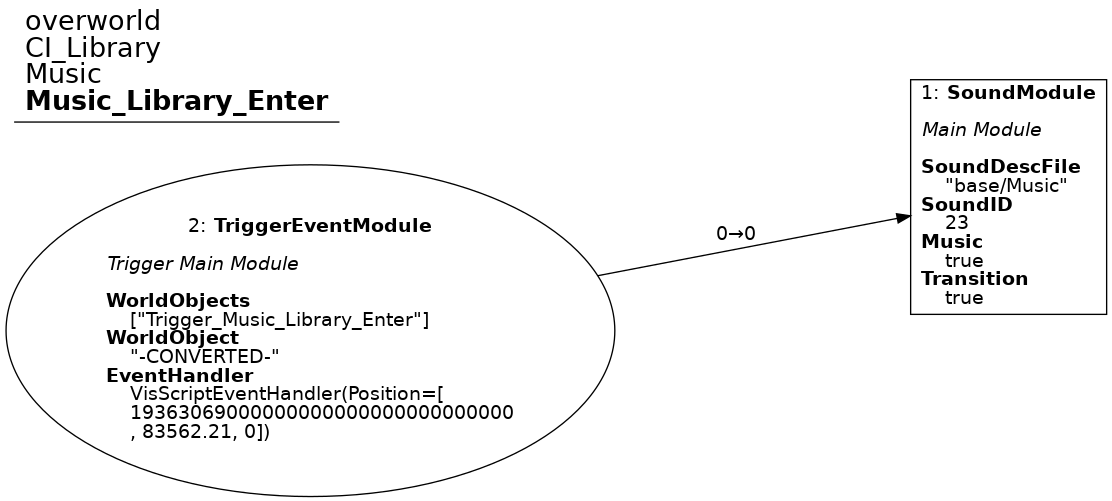 overworld
CI_Library
Music
Music_Library_Enter
2: TriggerEventModule
Trigger Main Module
WorldObjects
["Trigger_Music_Library_Enter"]
WorldObject
"-CONVERTED-"
EventHandler
VisScriptEventHandler(Position=[
19363069000000000000000000000000
, 83562.21, 0])
0→0
1: SoundModule
Main Module
SoundDescFile
"base/Music"
SoundID
23
Music
true
Transition
true